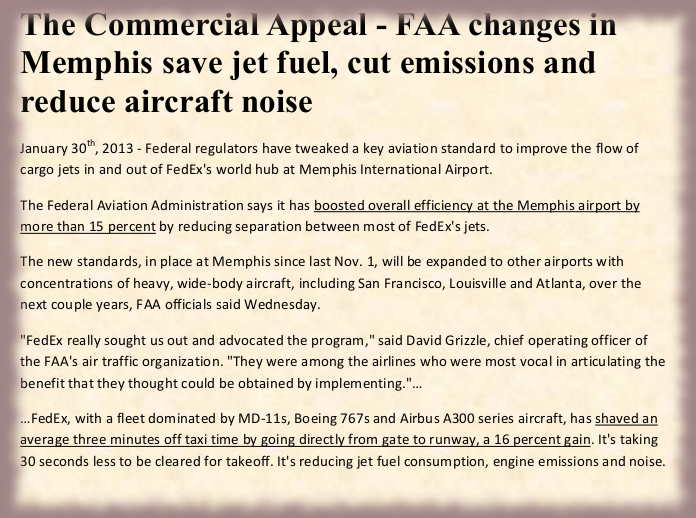 The Commercial Appeal - FAA changes in
Memphis save jet fuel, cut emissions and
reduce aircraft noise
January 30th, 2013 - Federal regulators have tweaked a key aviation standard to improve the flow of
cargo jets in and out of FedEx's world hub at Memphis International Airport.
The Federal Aviation Administration says it has boosted overall efficiency at the Memphis airport by
more than 15 percent by reducing separation between most of FedEx's jets.
The new standards, in place at Memphis since last Nov. 1, will be expanded to other airports with
concentrations of heavy, wide-body aircraft, including San Francisco, Louisville and Atlanta, over the
next couple years, FAA officials said Wednesday.
"FedEx really sought us out and advocated the program," said David Grizzle, chief operating officer of
the FAA's air traffic organization. "They were among the airlines who were most vocal in articulating the
benefit that they thought could be obtained by implementing."…
…FedEx, with a fleet dominated by MD-11s, Boeing 767s and Airbus A300 series aircraft, has shaved an
average three minutes off taxi time by going directly from gate to runway, a 16 percent gain. It's taking
30 seconds less to be cleared for takeoff. It's reducing jet fuel consumption, engine emissions and noise.